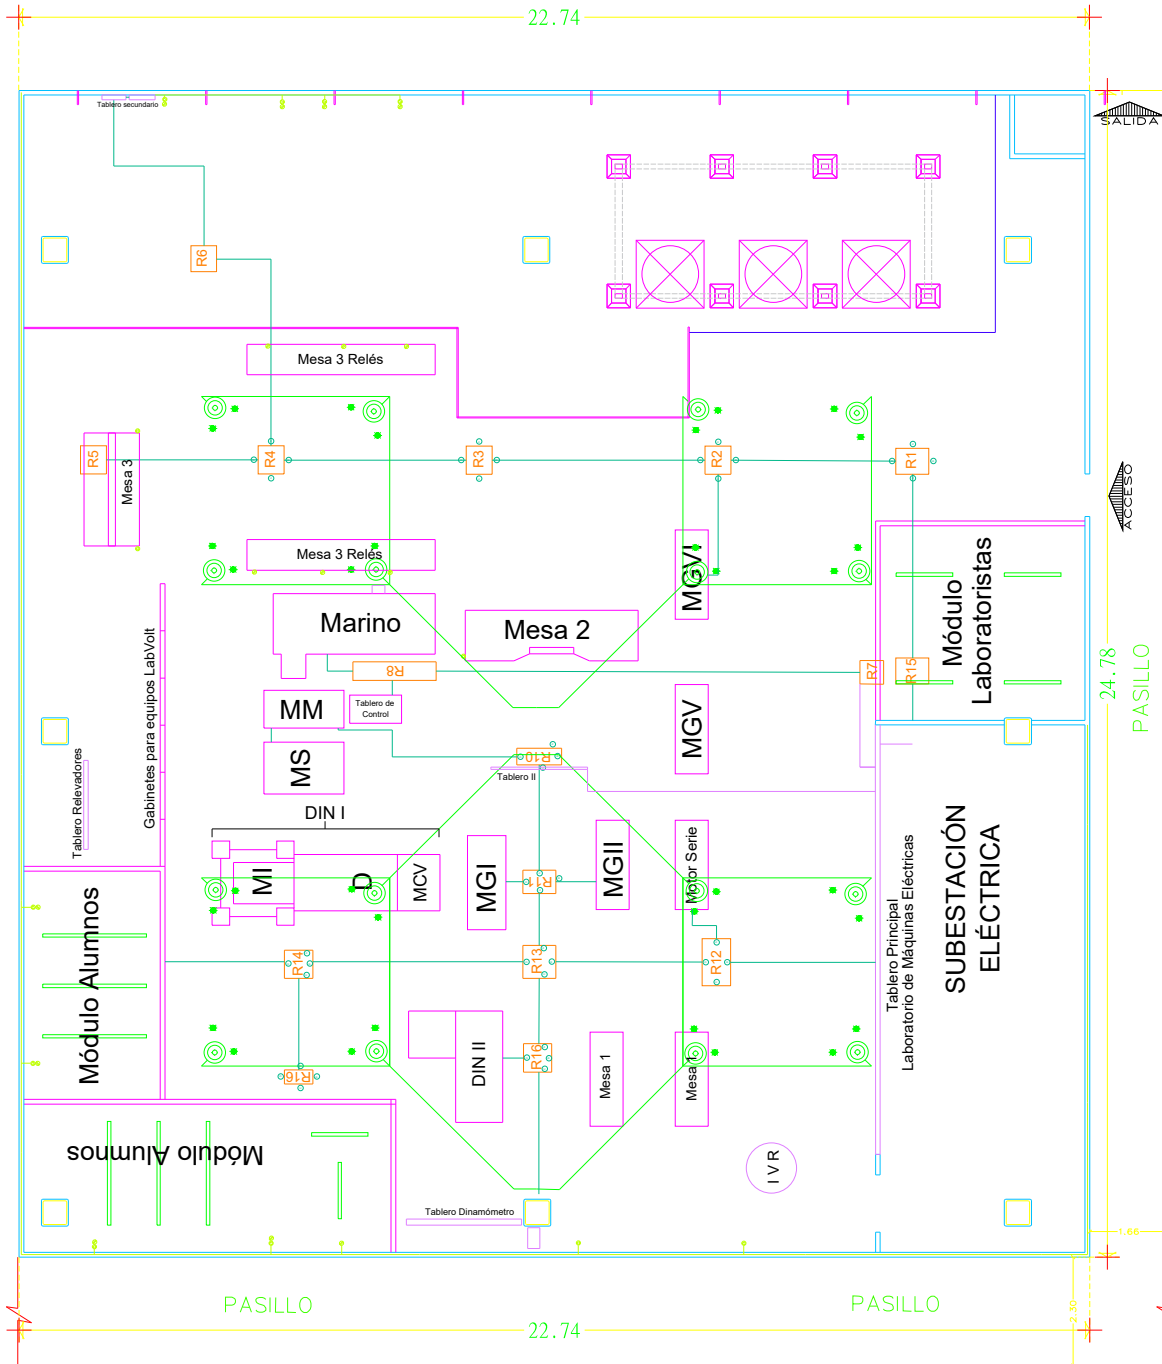 22.74
Tablero secundario
SALIDA
R6
Mesa 3 Relés
R5
Mesa 3
R4
R3
R2
R1
ACCESO
Mesa 3 Relés
MGVI
Módulo
Laboratoristas
Marino
Mesa 2
Gabinetes para equipos LabVolt
R8
R7
R15
24.78
PASILLO
MM
Tablero de
Control
MGV
MS
R10
Tablero II
Tablero Relevadores
DIN I
MI
D
MCV
MGI
R11
MGII
Motor Serie
Tablero Principal
Laboratorio de Máquinas Eléctricas
SUBESTACIÓN
ELÉCTRICA
Módulo Alumnos
R14
R13
R12
R16
DIN II
R16
Mesa 1
Mesa 1
Módulo Alumnos
I V R
Tablero Dinamómetro
1.66
PASILLO
PASILLO
2.50
22.74